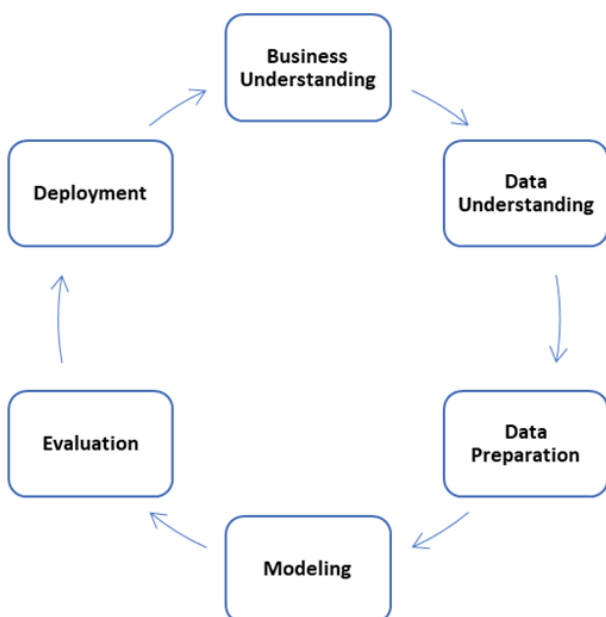 Business
Understanding
Data
Understanding
Data
Preparation
Modeling
Evaluation
Deployment